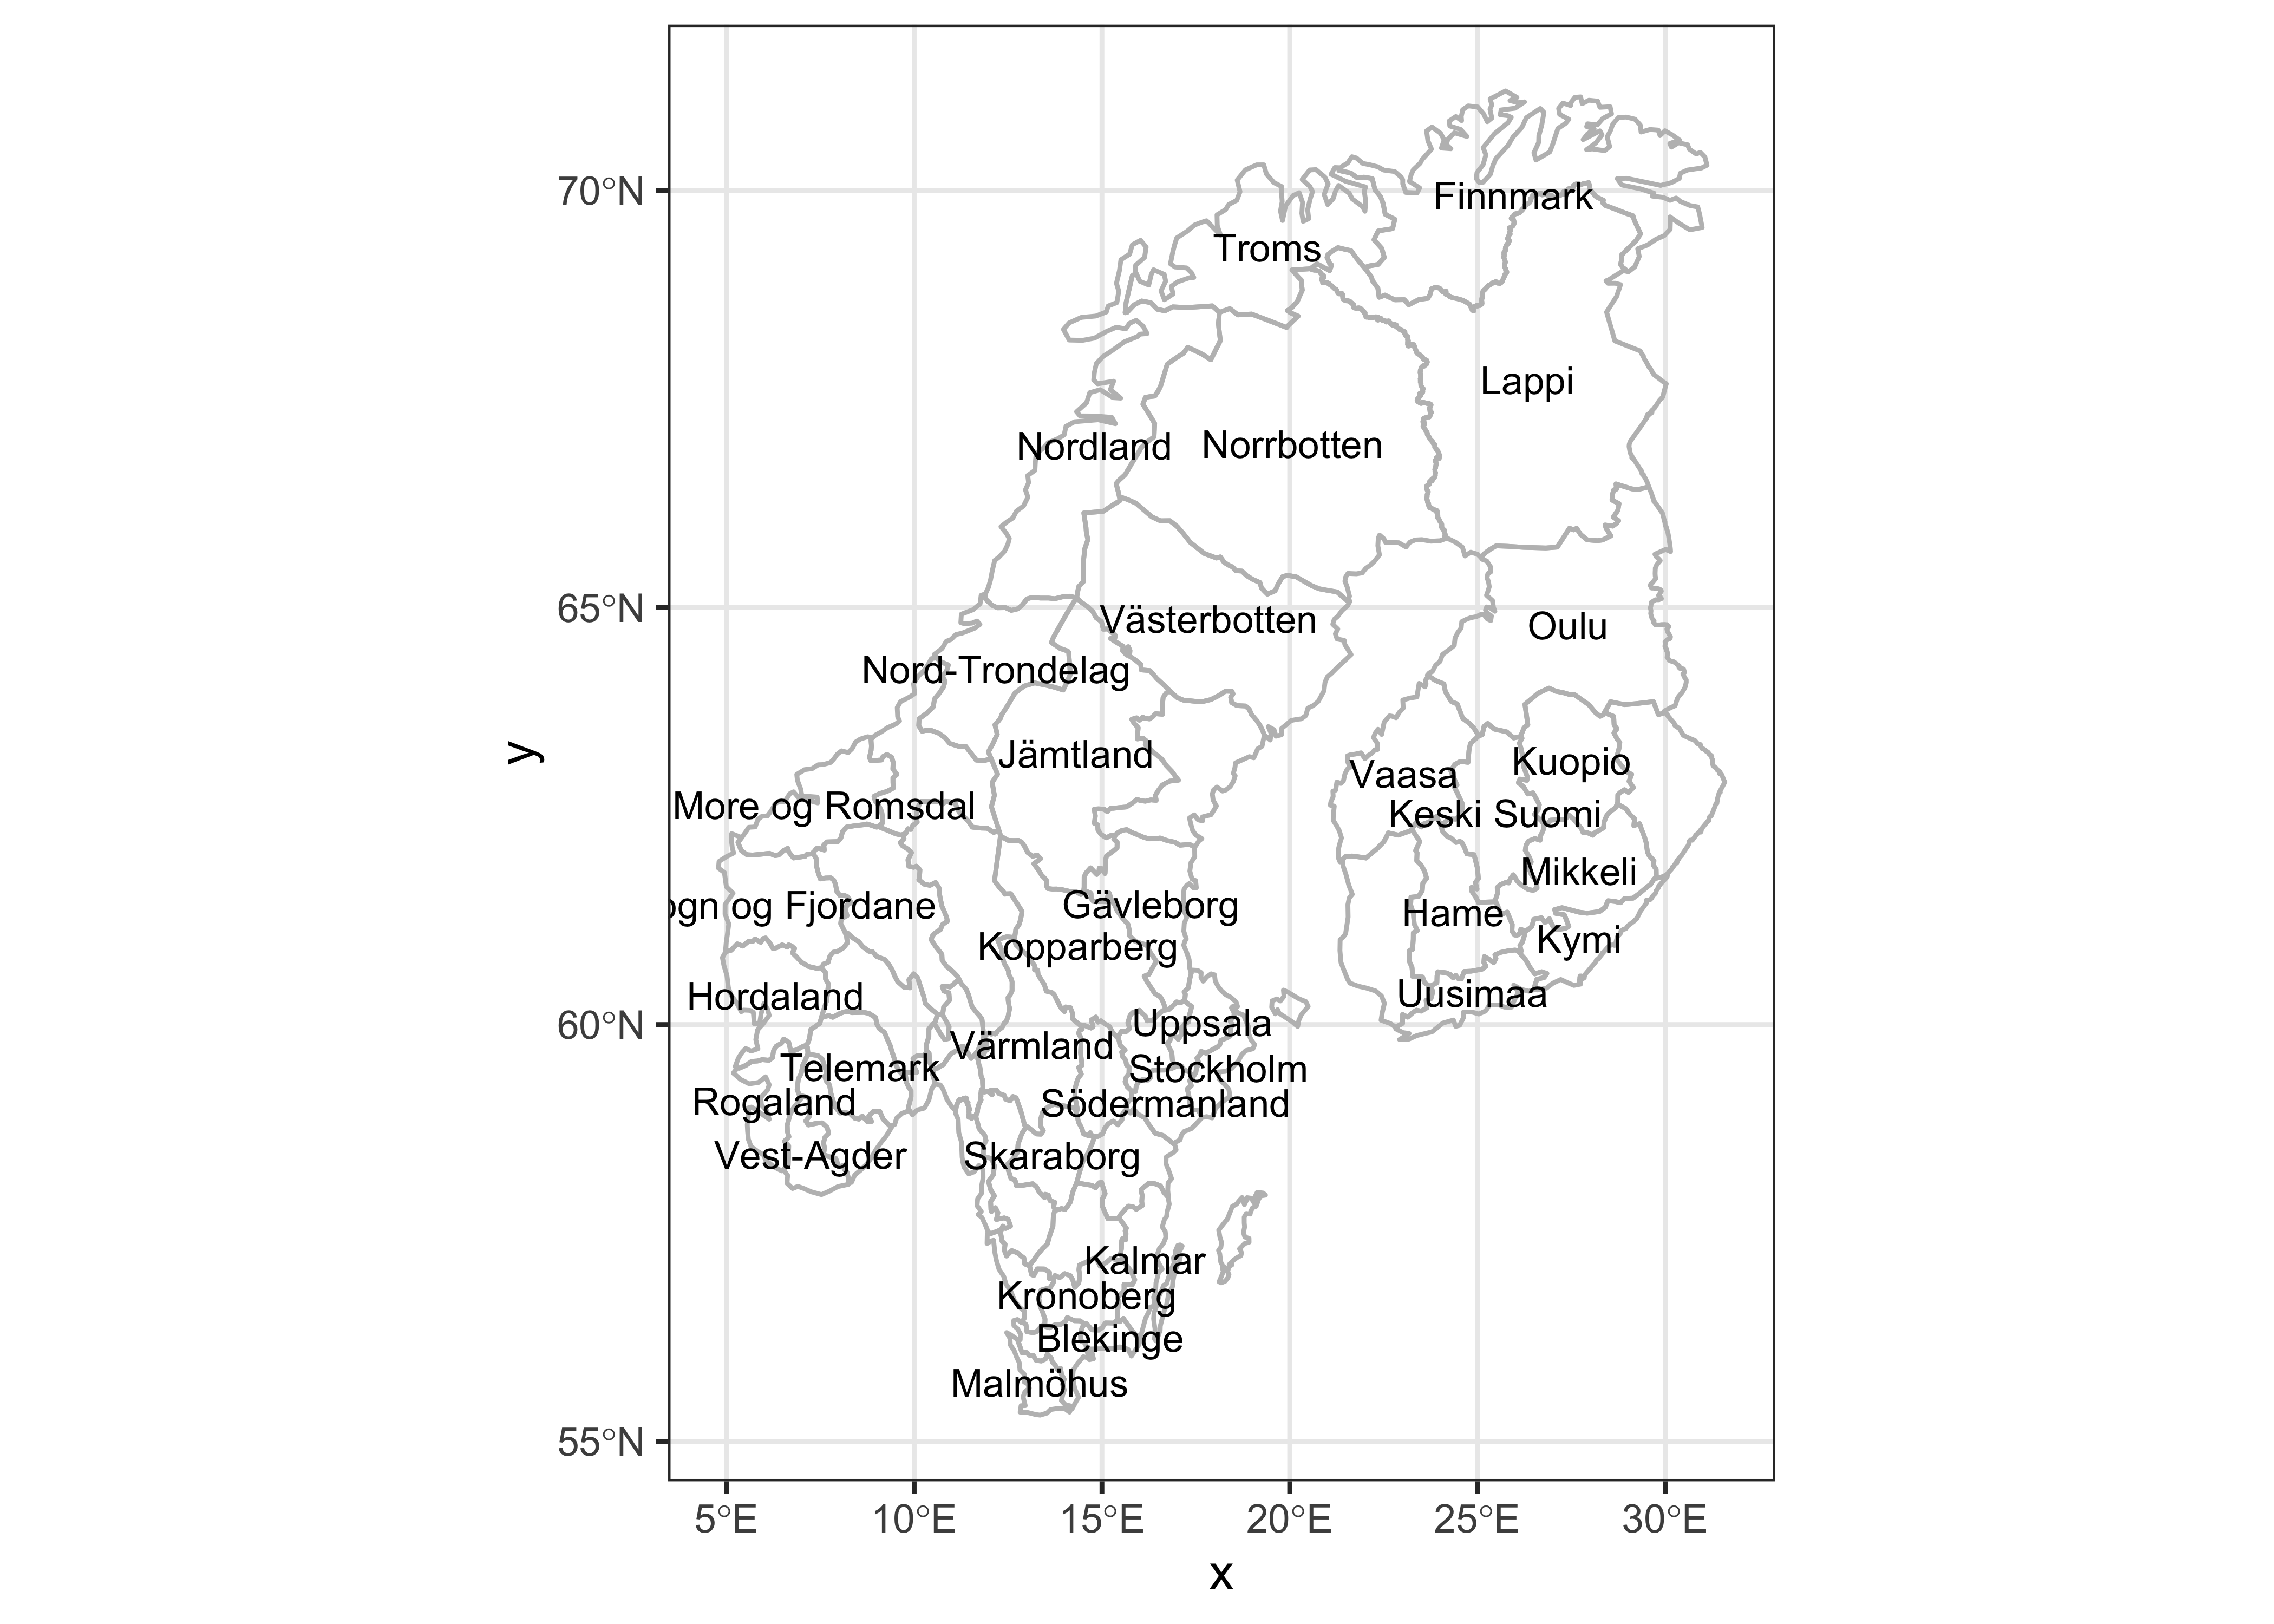 70°N
65°N
60°N
55°N
y
Finnmark
Troms
Lappi
Nordland
Norrbotten
Västerbotten
Oulu
Nord-Trondelag
Jämtland
Kuopio
Vaasa
More og Romsdal
Keski Suomi
Mikkeli
ogn og Fjordane
Gävleborg
Hame
Kopparberg
Kymi
Hordaland
Uusimaa
Uppsala
Värmland
Telemark
Stockholm
Rogaland
Södermanland
Vest-Agder
Skaraborg
Kalmar
Kronoberg
Blekinge
Malmöhus
5°E 10°E 15°E 20°E 25°E 30°E
x